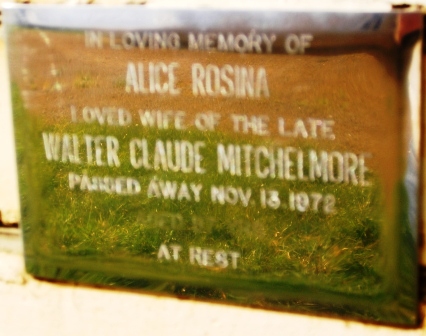 IN LOVING MEMORY OF
ALICE ROSINA
LOVED WIFE OF THE LATE
WALTER CLAUDE MITCHELMORE
PASSED AWAY NOV. 13. 1972
AT REST